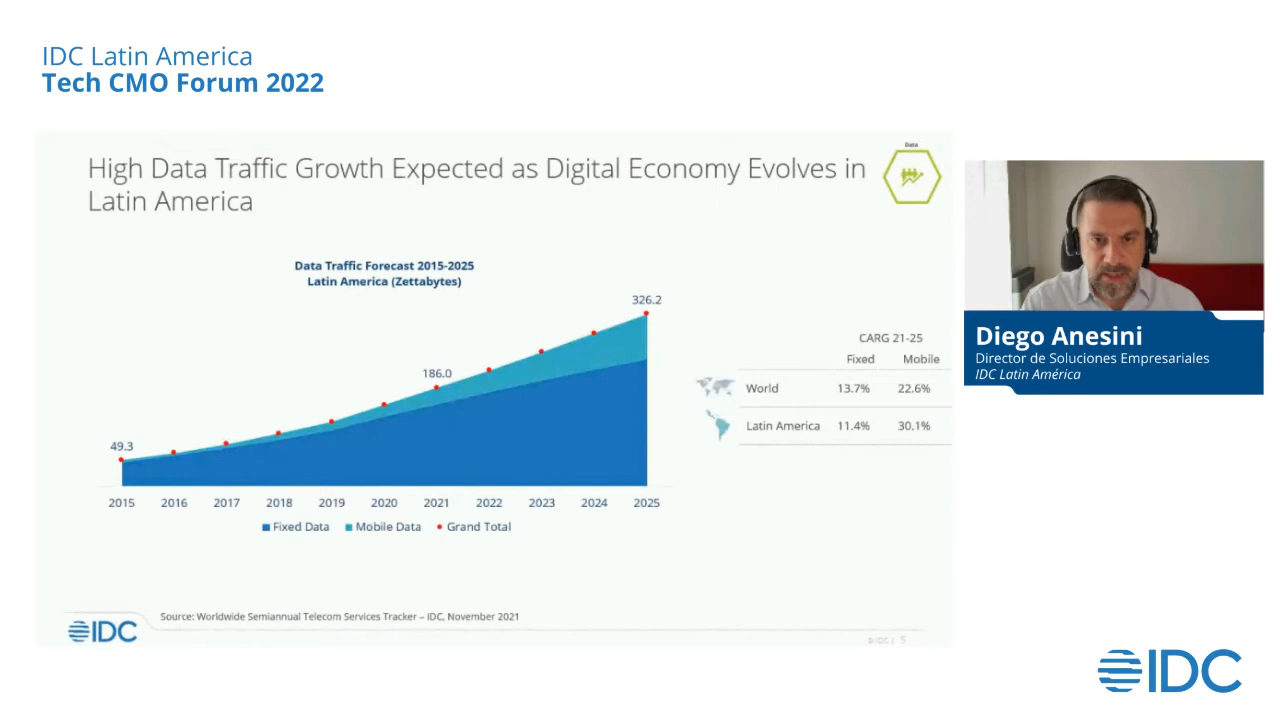 IDC Latin America
Tech CMO Forum 2022
High Data Traffic Growth Expected as Digital Economy Evolves in
Latin America
Data
Data Traffic Forecast 2015-2025
Latin America (Zettabytes)
49.3
186.0
326.2
2015 2016 2017 2018 2019 2020 2021 2022 2023 2024 2025
Fixed Data Mobile Data Grand Total
CARG 21-25
Fixed Mobile
World 13.7% 22.6%
Latin America 11.4% 30.1%
Source: Worldwide Semiannual Telecom Services Tracker – IDC, November 2021
IDC
© IDC | 5
Diego Anesini
Director de Soluciones Empresariales
IDC Latin América
IDC